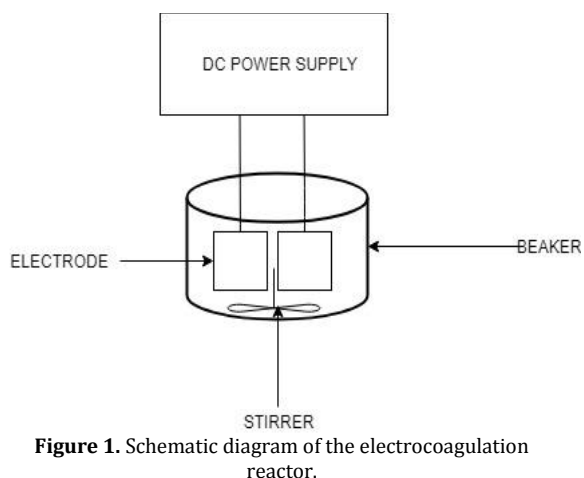 DC POWER SUPPLY
ELECTRODE
BEAKER
STIRRER
Figure 1. Schematic diagram of the electrocoagulation
reactor.